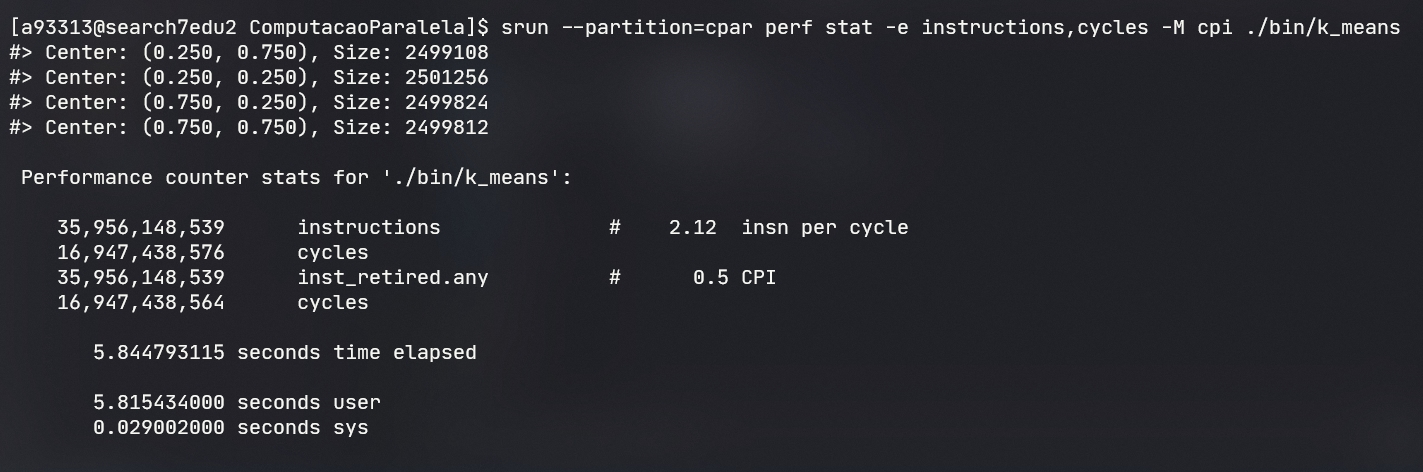 [a93313@search7edu2 ComputacaoParalela]$ srun --partition=cpar perf stat -e instructions,cycles -M cpi ./bin/k_means
#> Center: (0.250, 0.750), Size: 2499108
#> Center: (0.250, 0.250), Size: 2501256
#> Center: (0.750, 0.250), Size: 2499824
#> Center: (0.750, 0.750), Size: 2499812
Performance counter stats for './bin/k_means':
35,956,148,539 instructions # 2.12 insn per cycle
16,947,438,576 cycles
35,956,148,539 inst_retired.any # 0.5 CPI
16,947,438,564 cycles
5.844793115 seconds time elapsed
5.815434000 seconds user
0.029002000 seconds sys